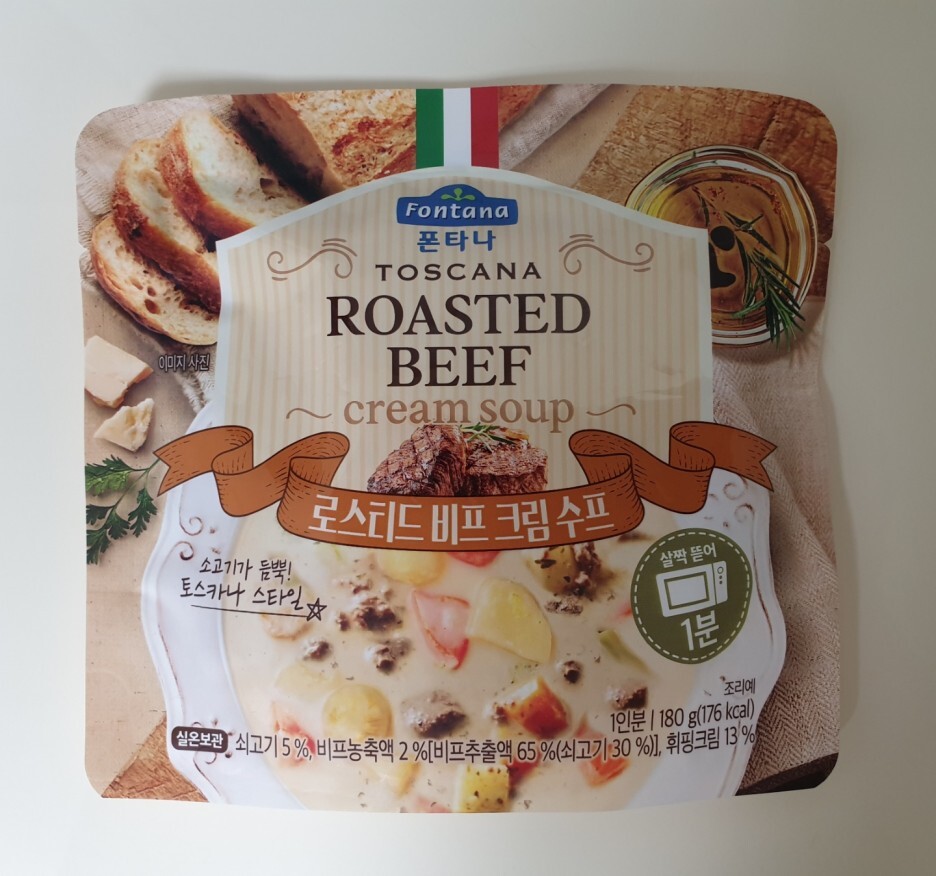 Fontana
폰타나
TOSCANA
ROASTED
BEEF
cream soup
이미지 사진
로스티드 비프 크림 수프
소고기가 듬뿍!
토스카나 스타일
살짝 뜯어
1분
조리예
1인분 | 180 g(176 kcal)
실온보관 쇠고기 5 %, 비프농축액 2 %[비프추출액 65 %(쇠고기 30 %)], 휘핑크림 13 %